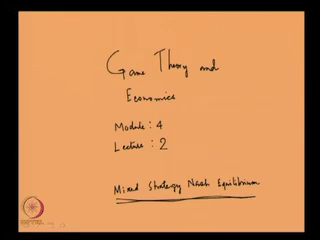 Game Theory and
Economics
Module : 4
Lecture : 2
Mixed Strategy Nash Equilibrium